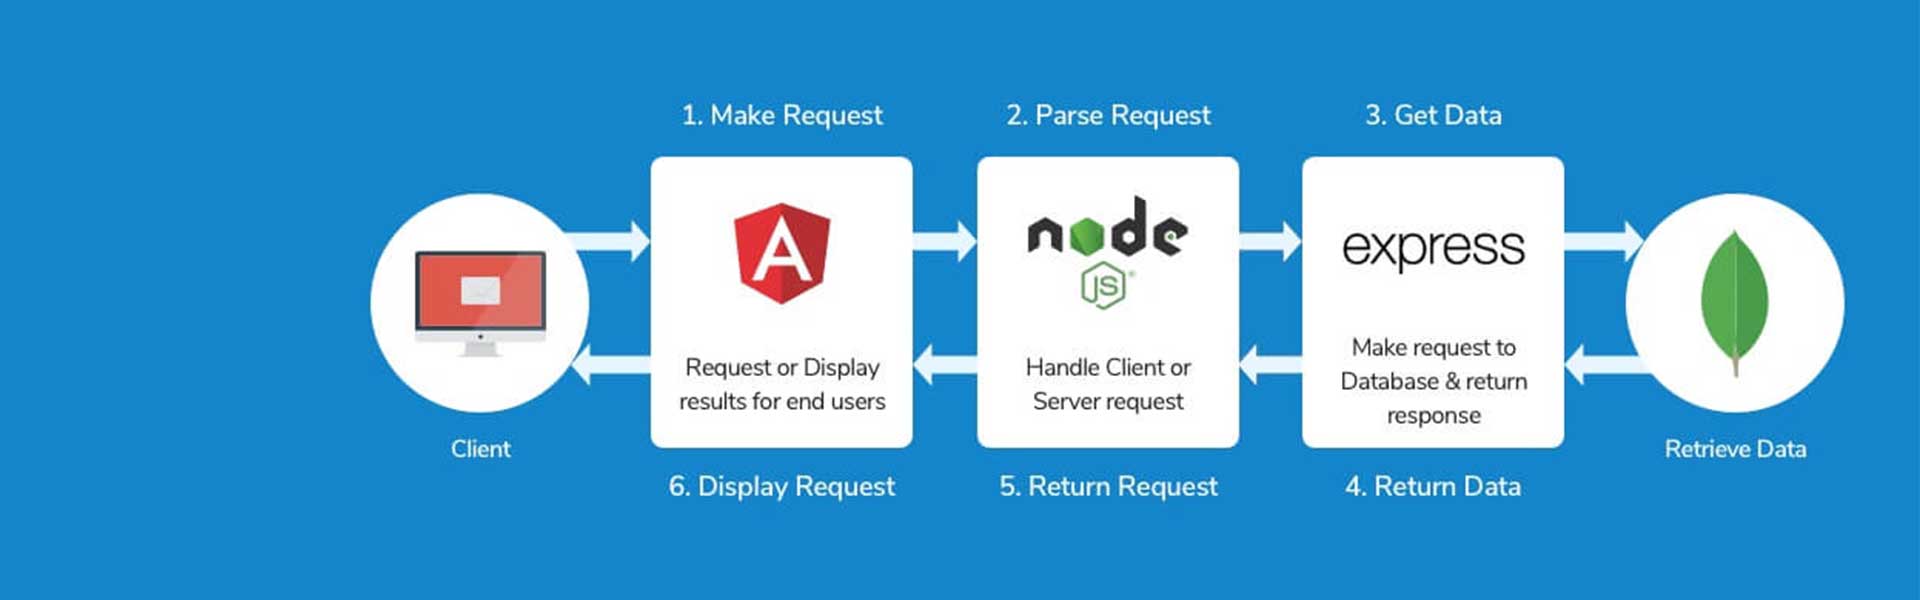 1. Make Request
2. Parse Request
3. Get Data
A
node
JS
®
express
Request or Display
results for end users
Handle Client or
Server request
Make request to
Database & return
response
Client
Retrieve Data
6. Display Request
5. Return Request
4. Return Data